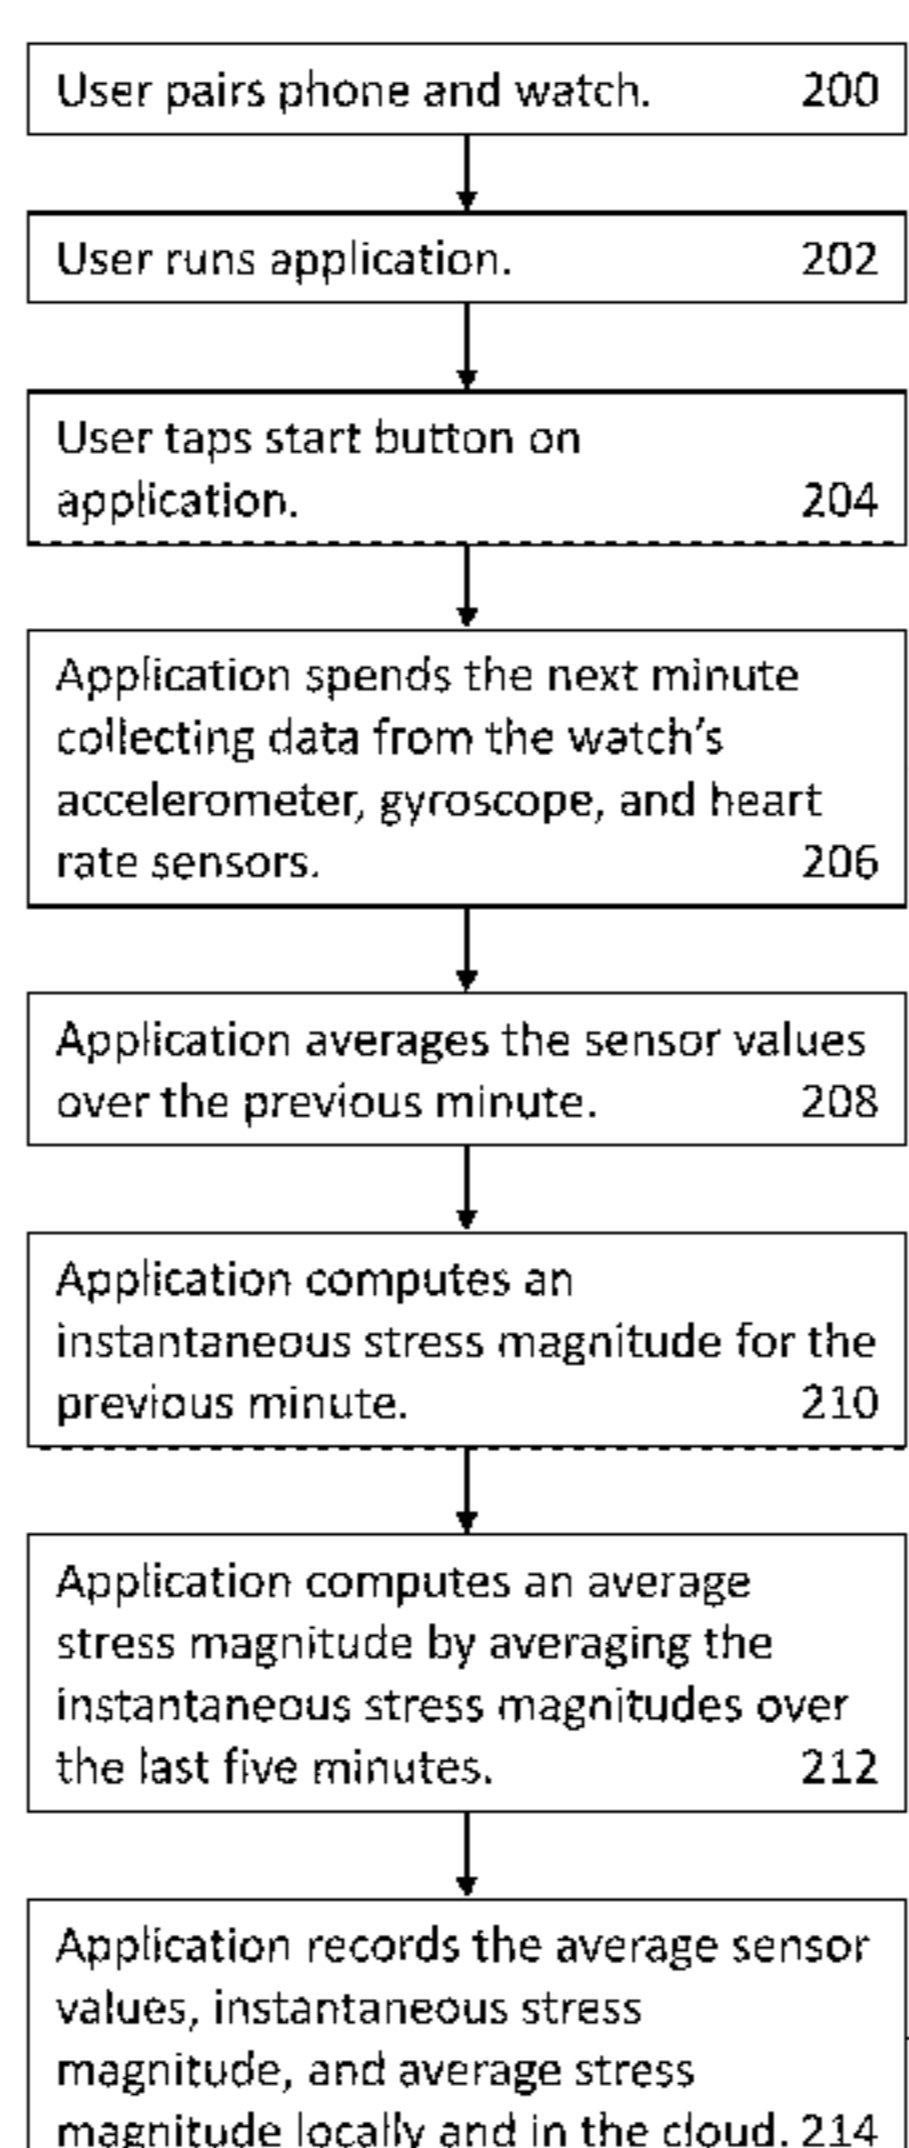 User pairs phone and watch. 200
User runs application. 202
User taps start button on
application. 204
Application spends the next minute
collecting data from the watch's
accelerometer, gyroscope, and heart
rate sensors. 206
Application averages the sensor values
over the previous minute. 208
Application computes an
instantaneous stress magnitude for the
previous minute. 210
Application computes an average
stress magnitude by averaging the
instantaneous stress magnitudes over
the last five minutes. 212
Application records the average sensor
values, instantaneous stress
magnitude, and average stress
magnitude locally and in the cloud. 214